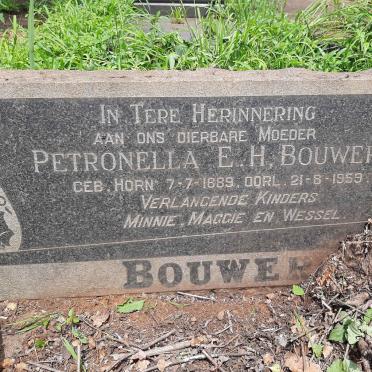 In Tere Herinnering
aan ons dierbare Moeder
Petronella E. H. Bouwer
geb. Horn 7-7-1889. oorl. 21-8-1959.
Verlangende Kinders
Minnie, Maggie en Wessel
Bouwer